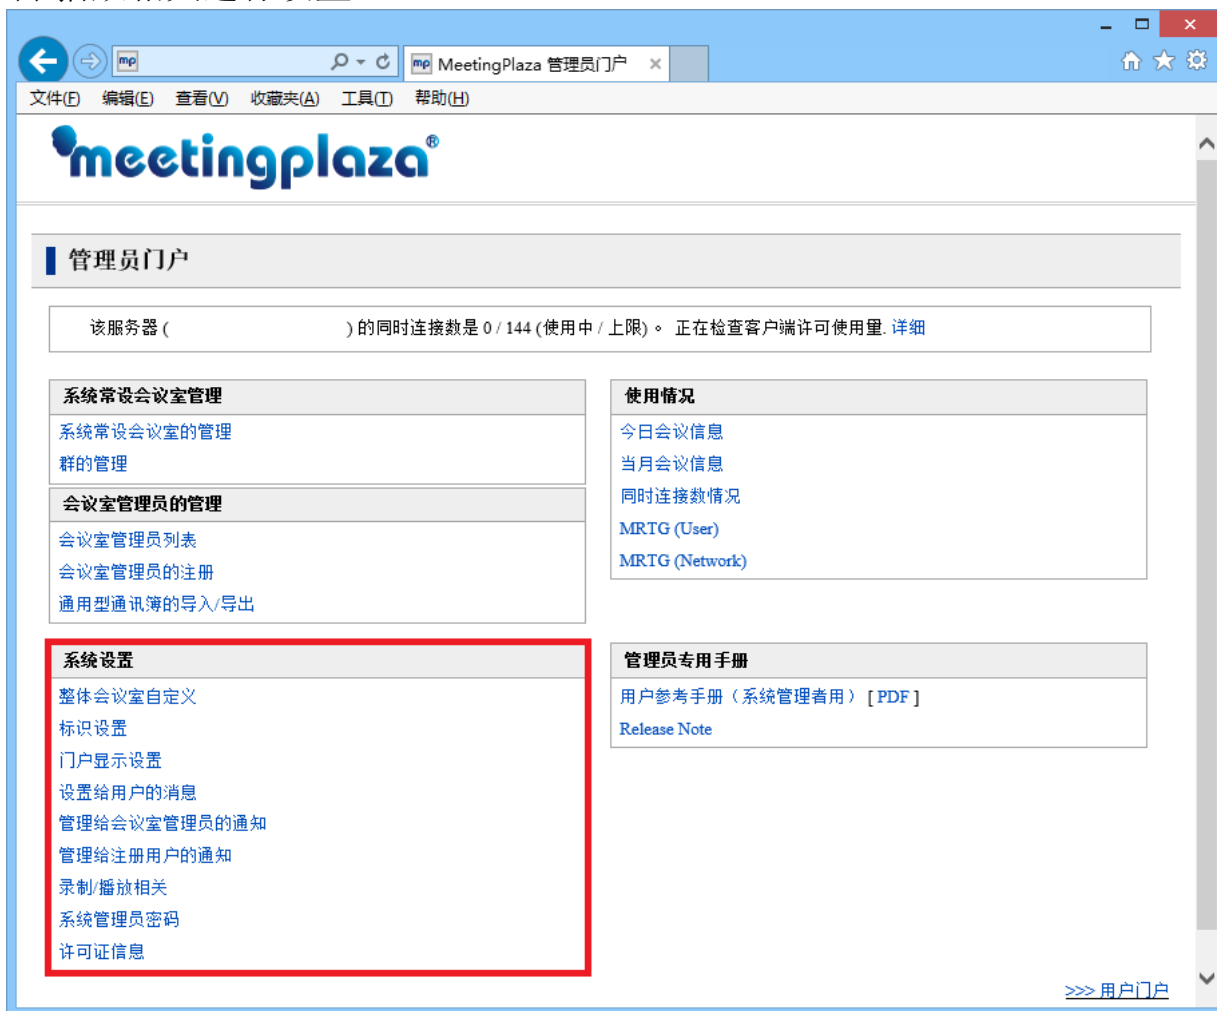 mp
mp MeetingPlaza 管理员门户
文件(F) 编辑(E) 查看(V) 收藏夹(A) 工具(T) 帮助(H)
meetingplaza®
管理员门户
该服务器 ( ) 的同时连接数是 0 / 144 (使用中 / 上限)。 正在检查客户端许可使用量. 详细
系统常设会议室管理
系统常设会议室的管理
群的管理
会议室管理员的管理
会议室管理员列表
会议室管理员的注册
通用型通讯簿的导入/导出
使用情况
今日会议信息
当月会议信息
同时连接数情况
MRTG (User)
MRTG (Network)
系统设置
整体会议室自定义
标识设置
门户显示设置
设置给用户的消息
管理给会议室管理员的通知
管理给注册用户的通知
录制/播放相关
系统管理员密码
许可证信息
管理员专用手册
用户参考手册（系统管理者用） [ PDF ]
Release Note
>>> 用户门户